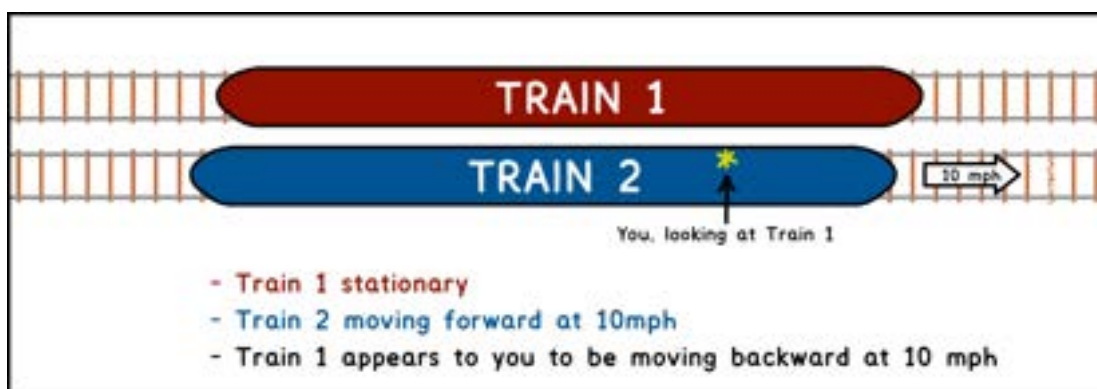 TRAIN 1
TRAIN 2
10 mph
You, looking at Train 1
- Train 1 stationary
- Train 2 moving forward at 10mph
- Train 1 appears to you to be moving backward at 10 mph